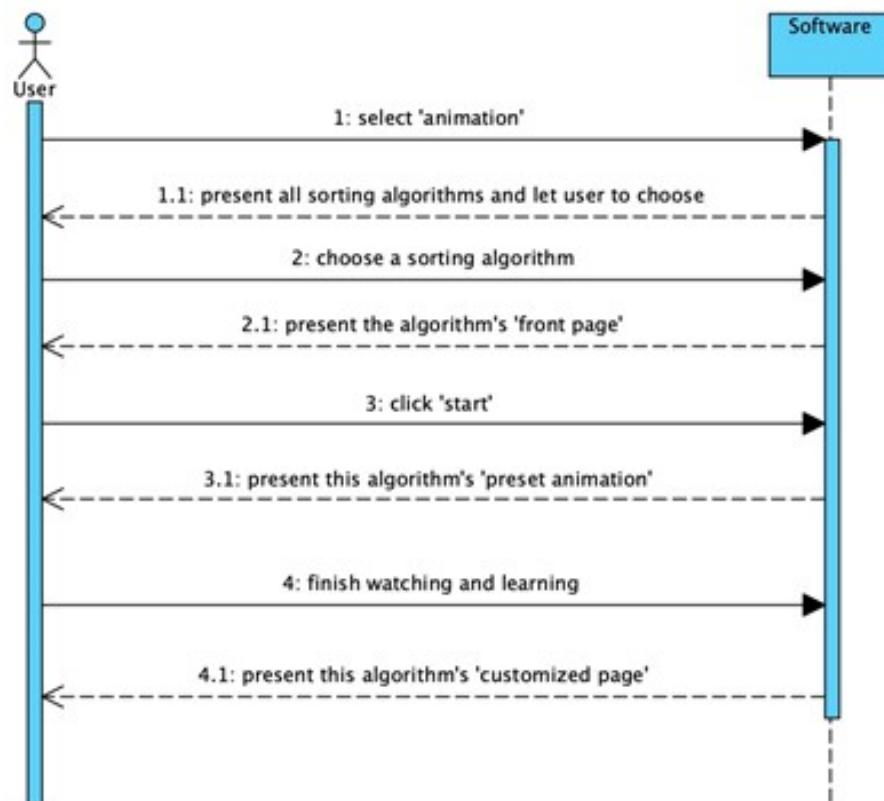 Software
User
1: select 'animation'
1.1: present all sorting algorithms and let user to choose
2: choose a sorting algorithm
2.1: present the algorithm's 'front page'
3: click 'start'
3.1: present this algorithm's 'preset animation'
4: finish watching and learning
4.1: present this algorithm's 'customized page'